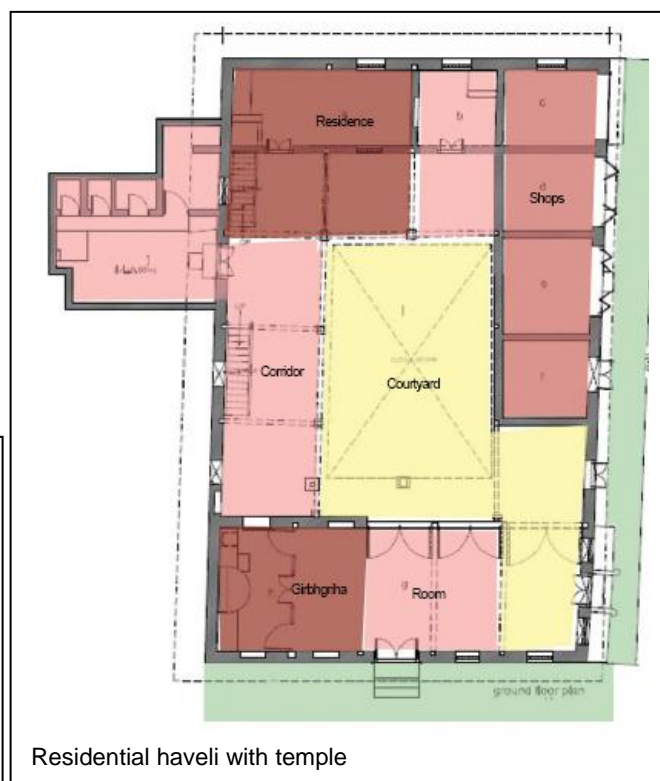 Residence
b
c
d
Shops
e
Corridor
Courtyard
f
Girbhgriha
g
Room
ground floor plan
Residential haveli with temple